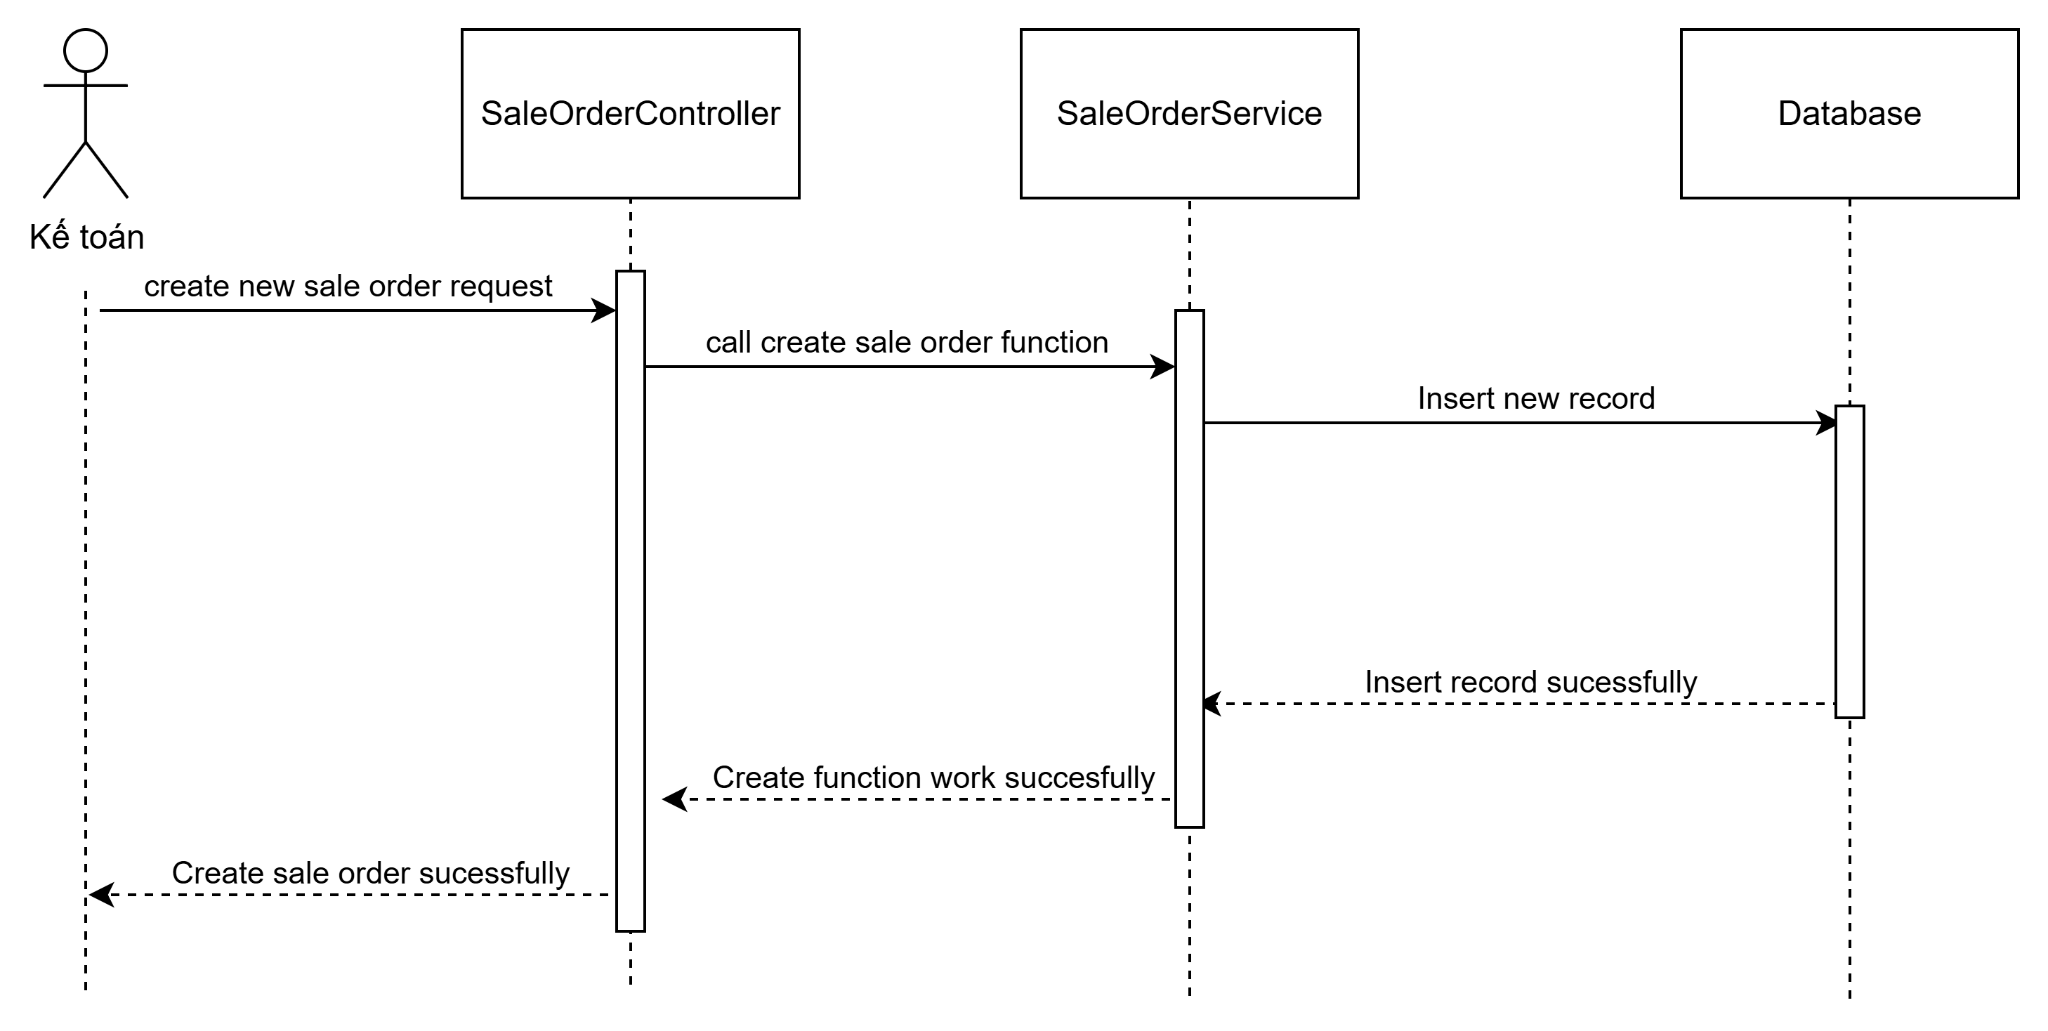 SaleOrderController
SaleOrderService
Database
Kế toán
create new sale order request
call create sale order function
Insert new record
Insert record sucessfully
Create function work succesfully
Create sale order sucessfully